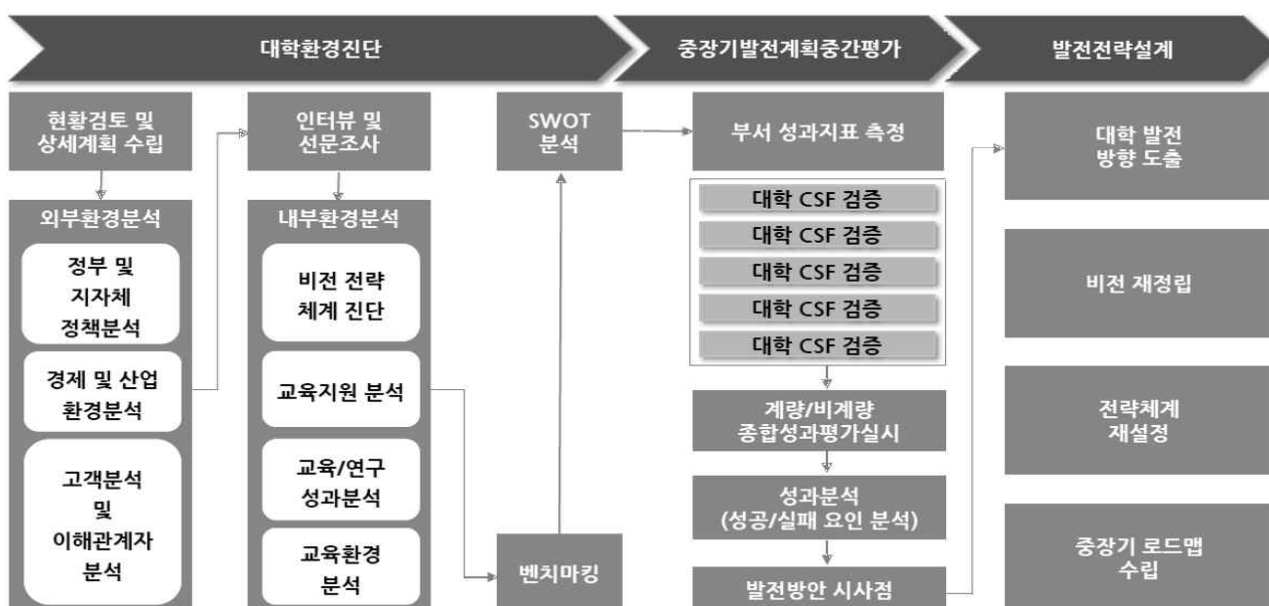 대학환경진단
중장기발전계획중간평가
발전전략설계
현황검토 및
상세계획 수립
외부환경분석
정부 및
지자체
정책분석
경제 및 산업
환경분석
고객분석
및
이해관계자
분석
인터뷰 및
선문조사
내부환경분석
비전 전략
체계 진단
교육지원 분석
교육/연구
성과분석
교육환경
분석
SWOT
분석
벤치마킹
부서 성과지표 측정
대학 CSF 검증
대학 CSF 검증
대학 CSF 검증
대학 CSF 검증
대학 CSF 검증
계량/비계량
종합성과평가실시
성과분석
(성공/실패 요인 분석)
발전방안 시사점
대학 발전
방향 도출
비전 재정립
전략체계
재설정
중장기 로드맵
수립